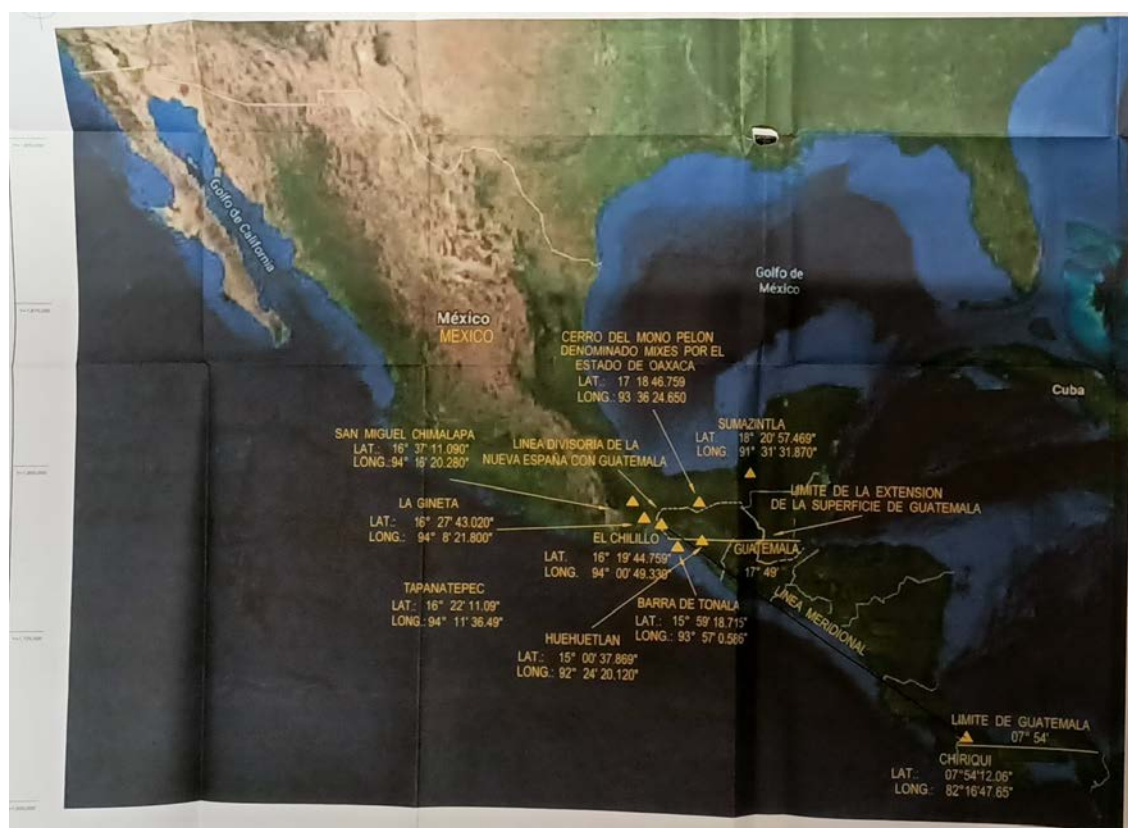 Golfo de California
México
MEXICO
Golfo de
México
Cuba
CERRO DEL MONO PELON
DENOMINADO MIXES POR EL
ESTADO DE OAXACA
LAT.: 17 18 46.759
LONG.: 93 36 24.650
SUMAZINTLA
LAT. 18° 20' 57.469"
LONG. 91° 31' 31.870"
SAN MIGUEL CHIMALAPA
LAT.: 16° 37' 11.090"
LONG.: 94° 16' 20.280"
LINEA DIVISORIA DE LA
NUEVA ESPAÑA CON GUATEMALA
LIMITE DE LA EXTENSION
DE LA SUPERFICIE DE GUATEMALA
LA GINETA
LAT.: 16° 27' 43.020"
LONG.: 94° 8' 21.800"
EL CHILILLO
LAT. 16° 19' 44.759"
LONG. 94° 00' 49.330"
GUATEMALA
17° 49'
TAPANATEPEC
LAT.: 16° 22' 11.09"
LONG.: 94° 11' 36.49"
BARRA DE TONALA
LAT.: 15° 59' 18.715"
LONG.: 93° 57' 0.586"
HUEHUETLAN
LAT.: 15° 00' 37.869"
LONG.: 92° 24' 20.120"
LÍNEA MERIDIONAL
LIMITE DE GUATEMALA
07° 54'
CHIRIQUI
LAT.: 07°54'12.06"
LONG.: 82°16'47.65"